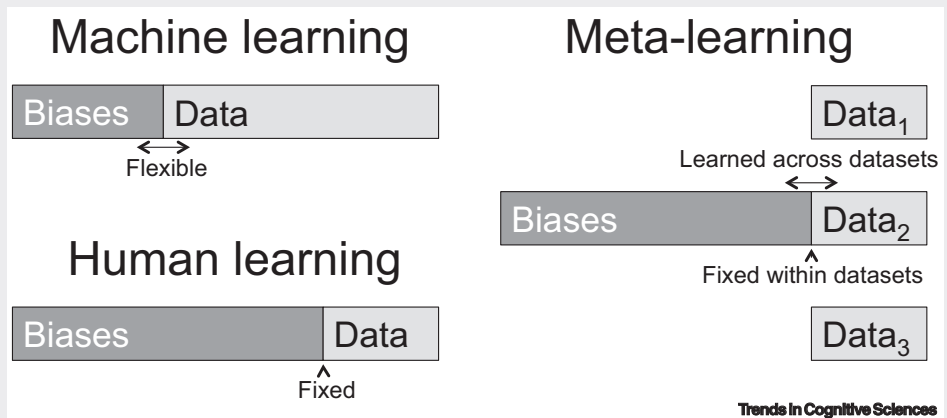 Machine learning
Biases Data
Flexible
Human learning
Biases Data
Fixed
Meta-learning
Data₁
Learned across datasets
Biases Data₂
Fixed within datasets
Data₃
Trends in Cognitive Sciences